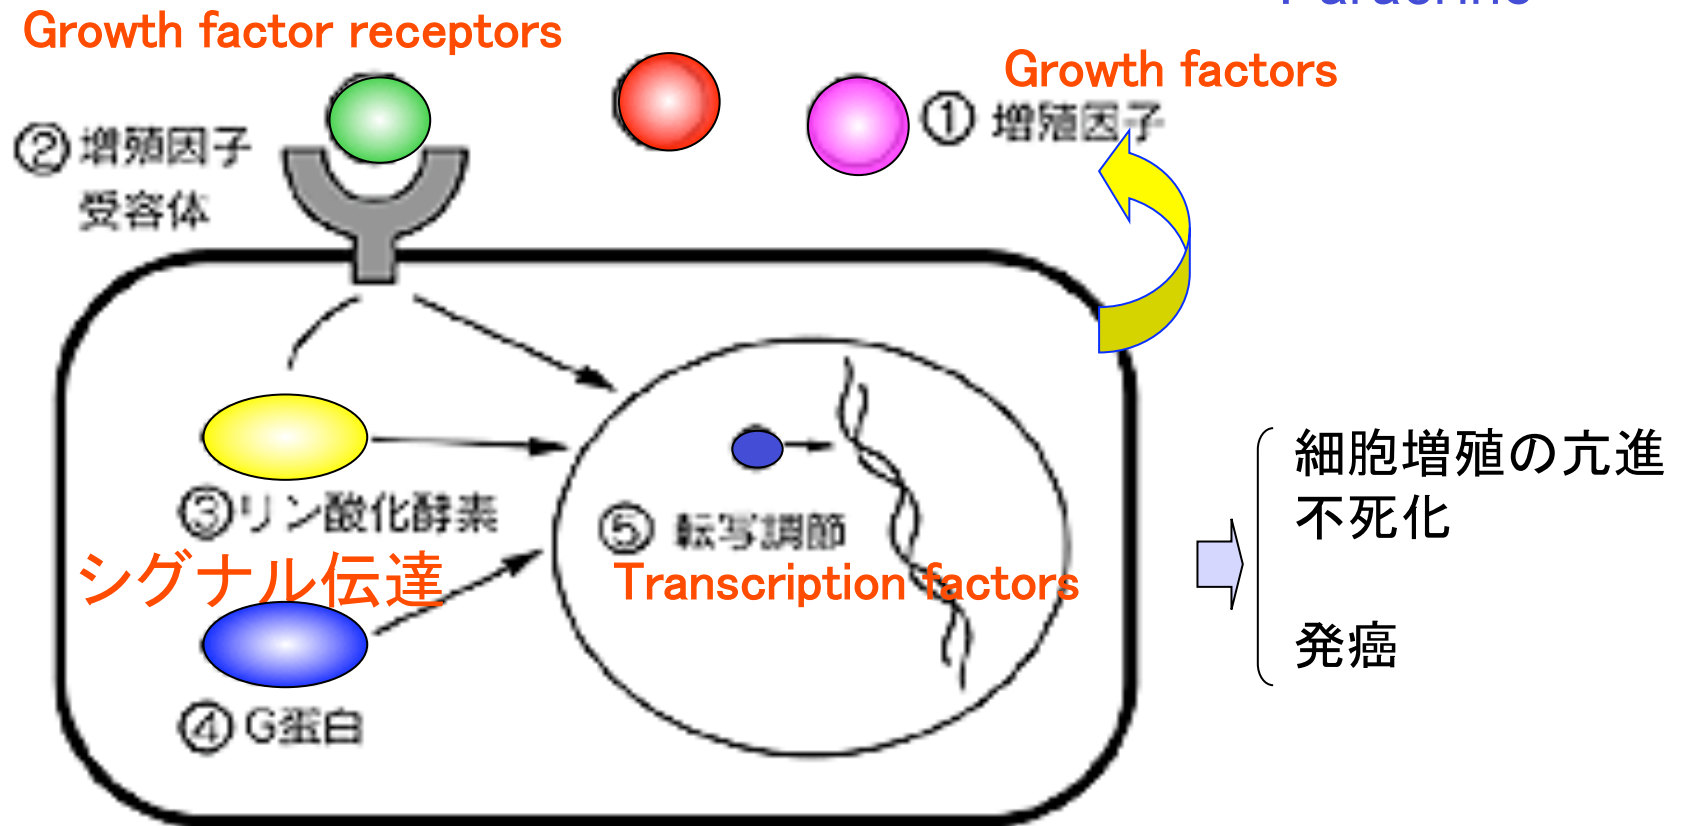 Growth factor receptors
Growth factors
① 増殖因子
② 増殖因子
受容体
③リン酸化酵素
シグナル伝達
④ G蛋白
⑤ 転写調節
Transcription factors
細胞増殖の亢進
不死化
発癌